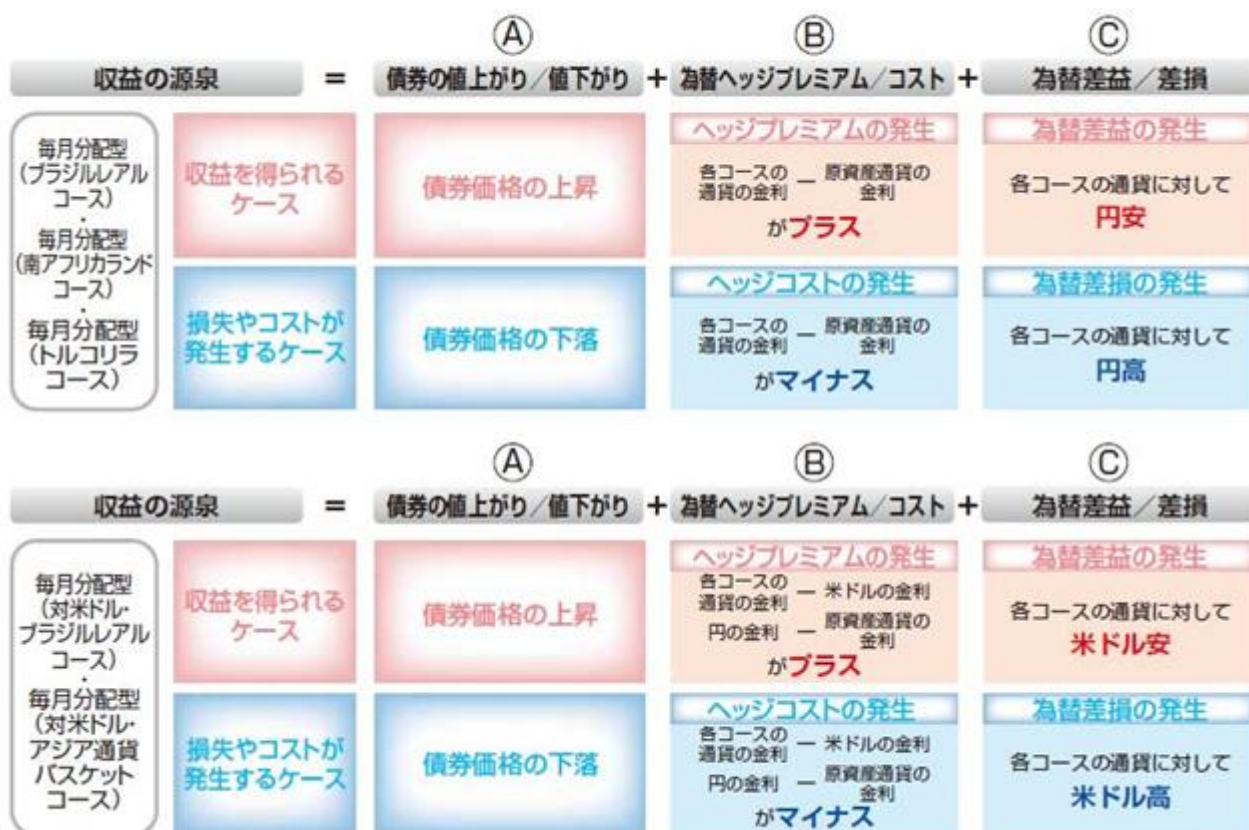 Ⓐ Ⓑ Ⓒ
収益の源泉 = 債券の値上がり／値下がり + 為替ヘッジプレミアム／コスト + 為替差益／差損
毎月分配型
(ブラジルレアル
コース)
・
毎月分配型
(南アフリカランド
コース)
・
毎月分配型
(トルコリラ
コース)
収益を得られる
ケース
債券価格の上昇
ヘッジプレミアムの発生
各コースの
通貨の金利 ー 原資産通貨の
金利
がプラス
為替差益の発生
各コースの通貨に対して
円安
損失やコストが
発生するケース
債券価格の下落
ヘッジコストの発生
各コースの
通貨の金利 ー 原資産通貨の
金利
がマイナス
為替差損の発生
各コースの通貨に対して
円高
Ⓐ Ⓑ Ⓒ
収益の源泉 = 債券の値上がり／値下がり + 為替ヘッジプレミアム／コスト + 為替差益／差損
毎月分配型
(対米ドル・
ブラジルレアル
コース)
・
毎月分配型
(対米ドル・
アジア通貨
バスケット
コース)
収益を得られる
ケース
債券価格の上昇
ヘッジプレミアムの発生
各コースの
通貨の金利 ー 米ドルの金利
円の金利 ー 原資産通貨の
金利
がプラス
為替差益の発生
各コースの通貨に対して
米ドル安
損失やコストが
発生するケース
債券価格の下落
ヘッジコストの発生
各コースの
通貨の金利 ー 米ドルの金利
円の金利 ー 原資産通貨の
金利
がマイナス
為替差損の発生
各コースの通貨に対して
米ドル高